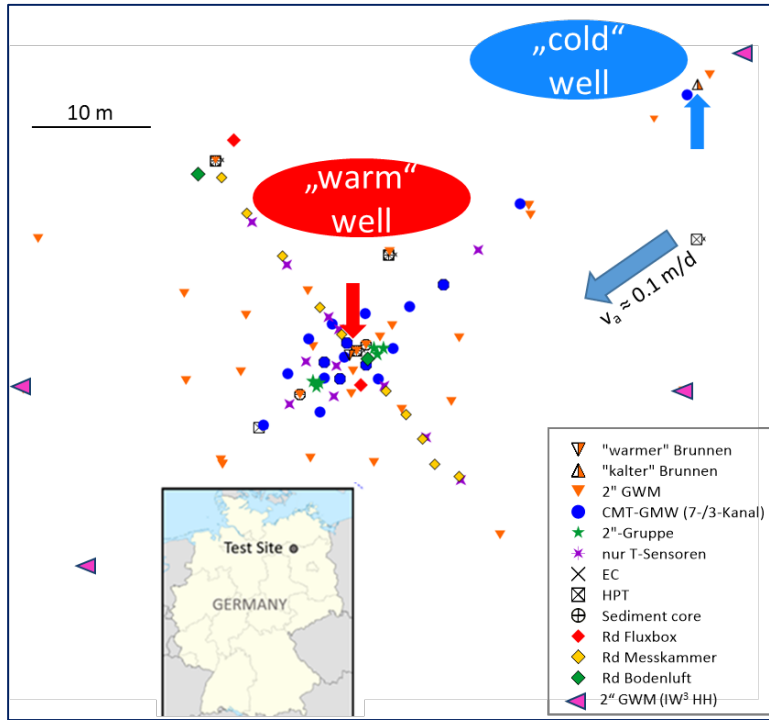 „cold“
well
10 m
„warm“
well
vₐ ≈ 0.1 m/d
"warmer" Brunnen
"kalter" Brunnen
2" GWM
CMT-GMW (7-/3-Kanal)
2"-Gruppe
nur T-Sensoren
EC
HPT
Sediment core
Rd Fluxbox
Rd Messkammer
Rd Bodenluft
2“ GWM (IW³ HH)
Test Site
GERMANY